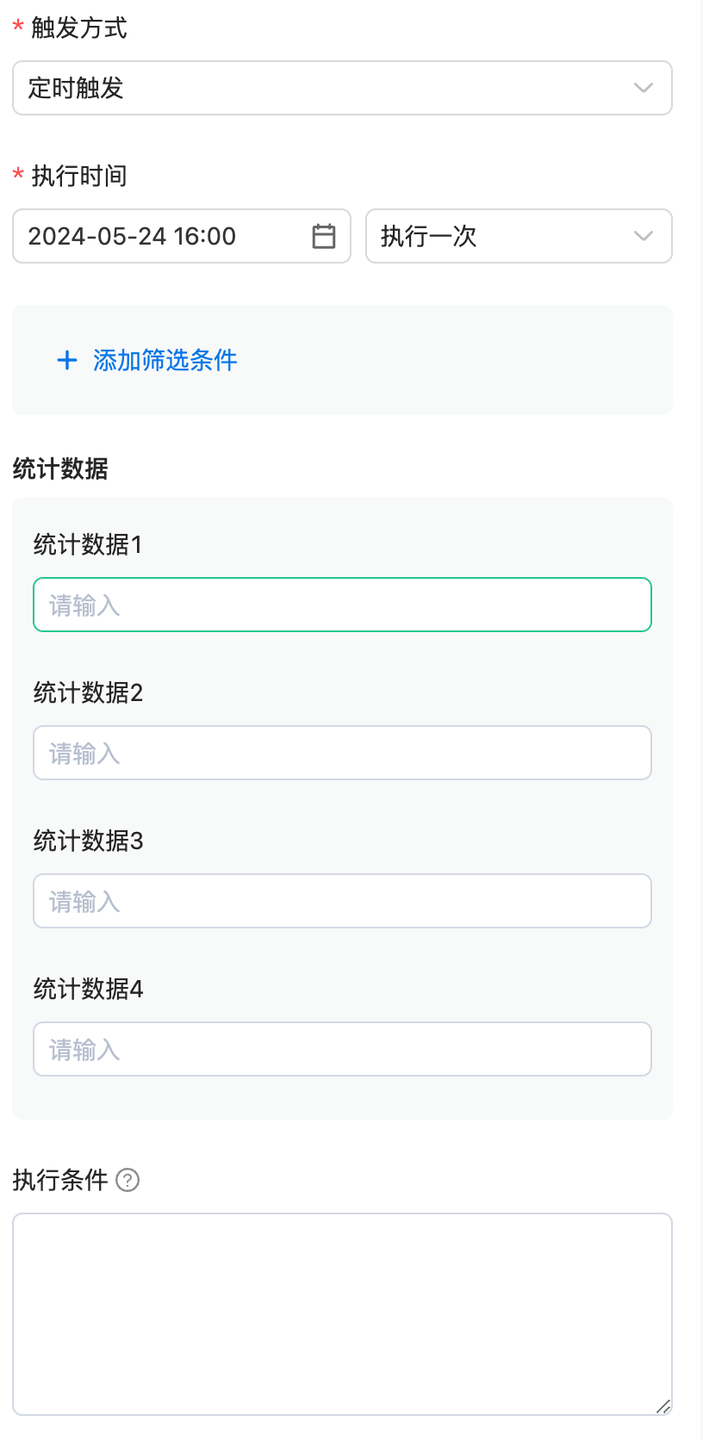 * 触发方式
定时触发
* 执行时间
2024-05-24 16:00 执行一次
+ 添加筛选条件
统计数据
统计数据1
请输入
统计数据2
请输入
统计数据3
请输入
统计数据4
请输入
执行条件 ?